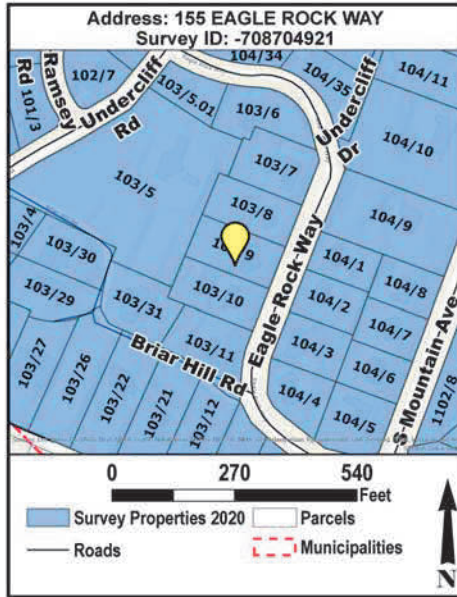 Address: 155 EAGLE ROCK WAY
Survey ID: -708704921
104/34
104/35
104/11
102/7
Ramsey Rd
101/3
Undercliff Rd
103/5.01
103/6
Undercliff Dr
104/10
103/7
103/5
103/8
104/9
103/4
103/30
103/9
104/1
104/8
103/29
103/31
103/10
Eagle Rock Way
104/2
104/7
103/11
104/3
104/6
Briar Hill Rd
103/27
103/26
103/22
103/21
103/12
104/4
104/5
S Mountain Ave
1102/8
0 270 540
Feet
Survey Properties 2020
Parcels
Roads
Municipalities
N